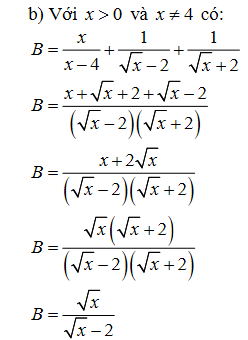 b) Với x > 0 và x ≠ 4 có:
B = x/(x − 4) + 1/(√x − 2) + 1/(√x + 2)
B = (x + √x + 2 + √x − 2)/((√x − 2)(√x + 2))
B = (x + 2√x)/((√x − 2)(√x + 2))
B = (√x(√x + 2))/((√x − 2)(√x + 2))
B = √x/(√x − 2)